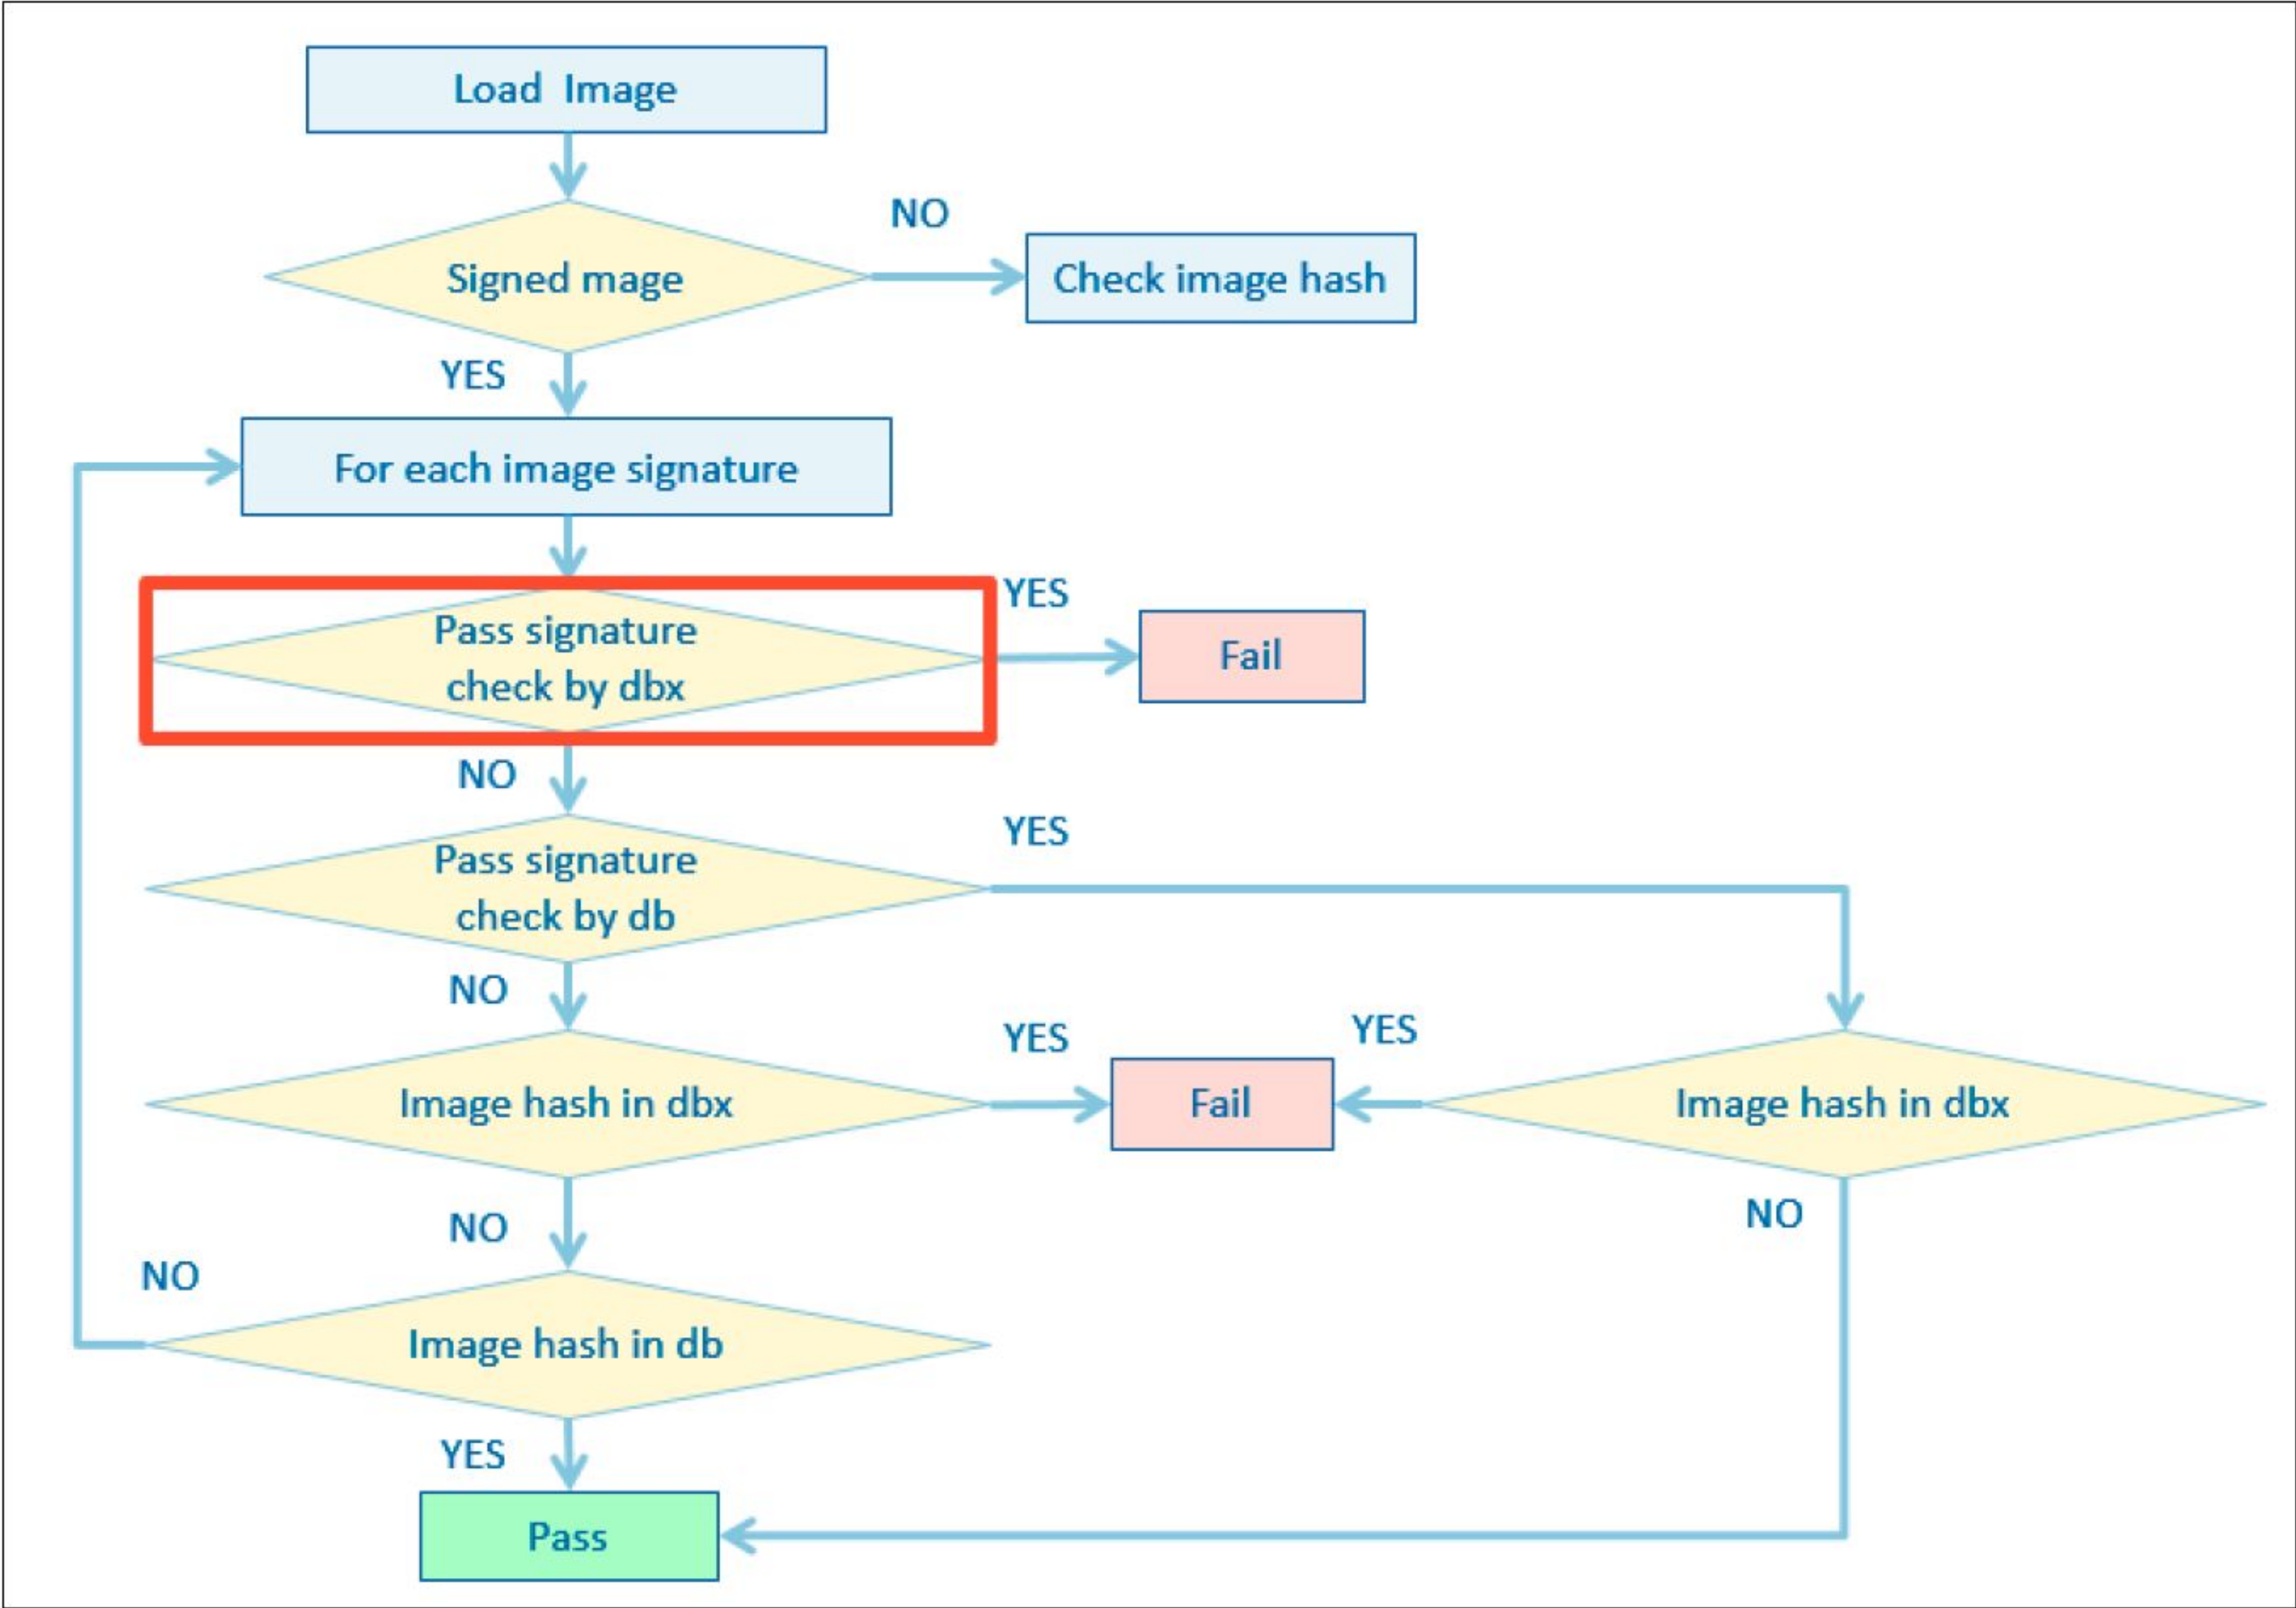 Load Image
NO
Signed mage
Check image hash
YES
For each image signature
YES
Pass signature
check by dbx
Fail
NO
YES
Pass signature
check by db
NO
YES
YES
Image hash in dbx
Fail
Image hash in dbx
NO
NO
NO
Image hash in db
YES
Pass